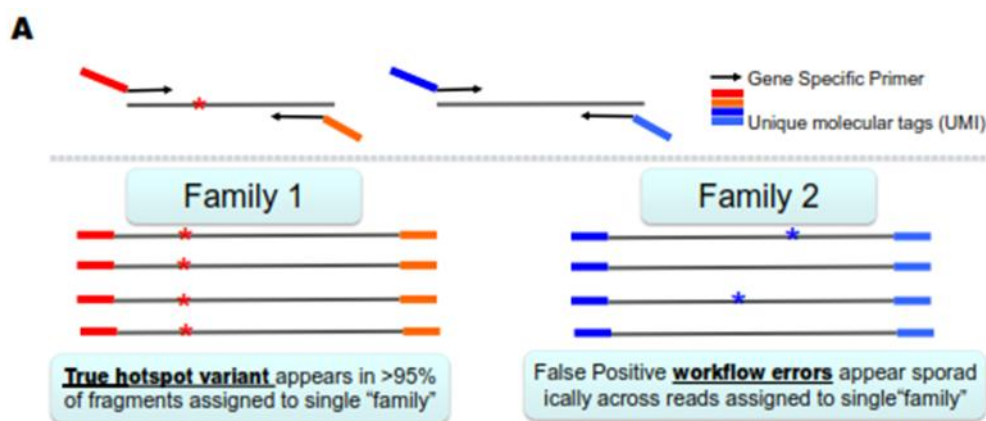 A
Gene Specific Primer
Unique molecular tags (UMI)
Family 1
Family 2
True hotspot variant appears in >95%
of fragments assigned to single “family”
False Positive workflow errors appear sporad
ically across reads assigned to single“family”